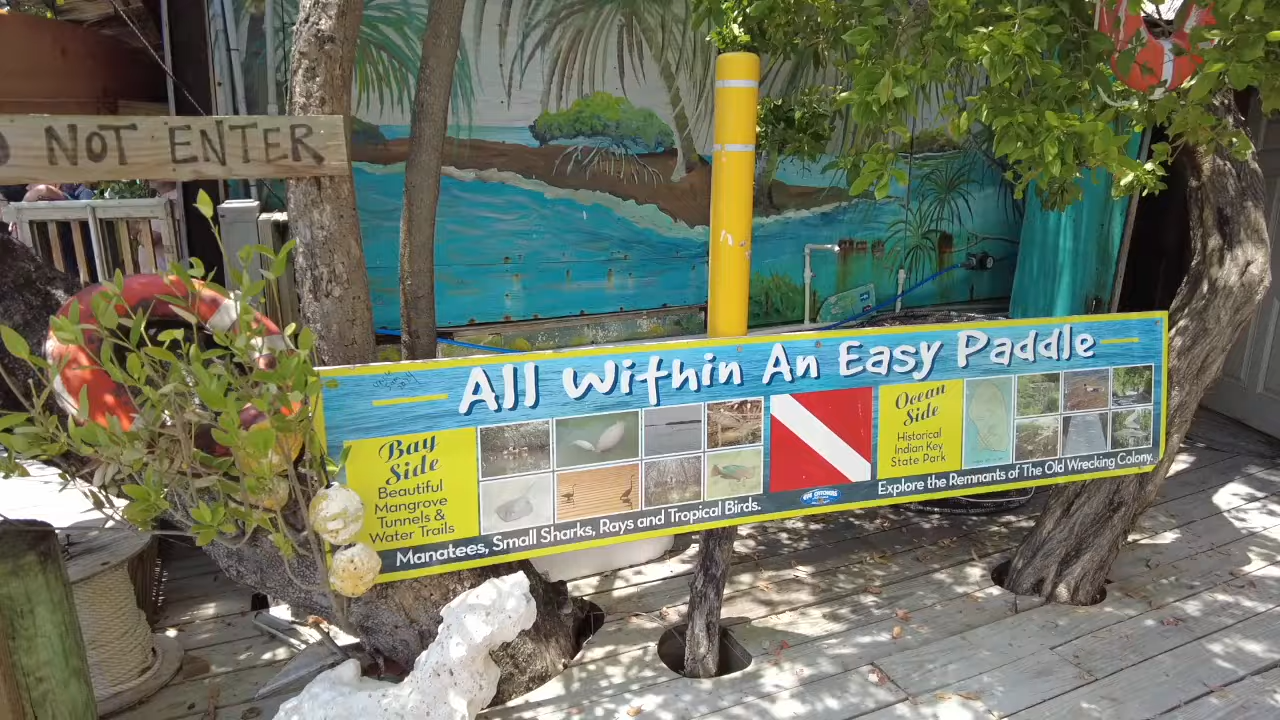 NOT ENTER
All Within An Easy Paddle
Bay
Side
Beautiful
Mangrove
Tunnels &
Water Trails
Manatees, Small Sharks, Rays and Tropical Birds.
Ocean
Side
Historical
Indian Key
State Park
Explore the Remnants of The Old Wrecking Colony.